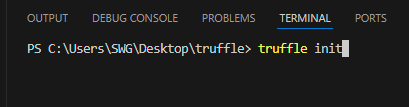 OUTPUT DEBUG CONSOLE PROBLEMS TERMINAL PORTS
PS C:\Users\SWG\Desktop\truffle> truffle init